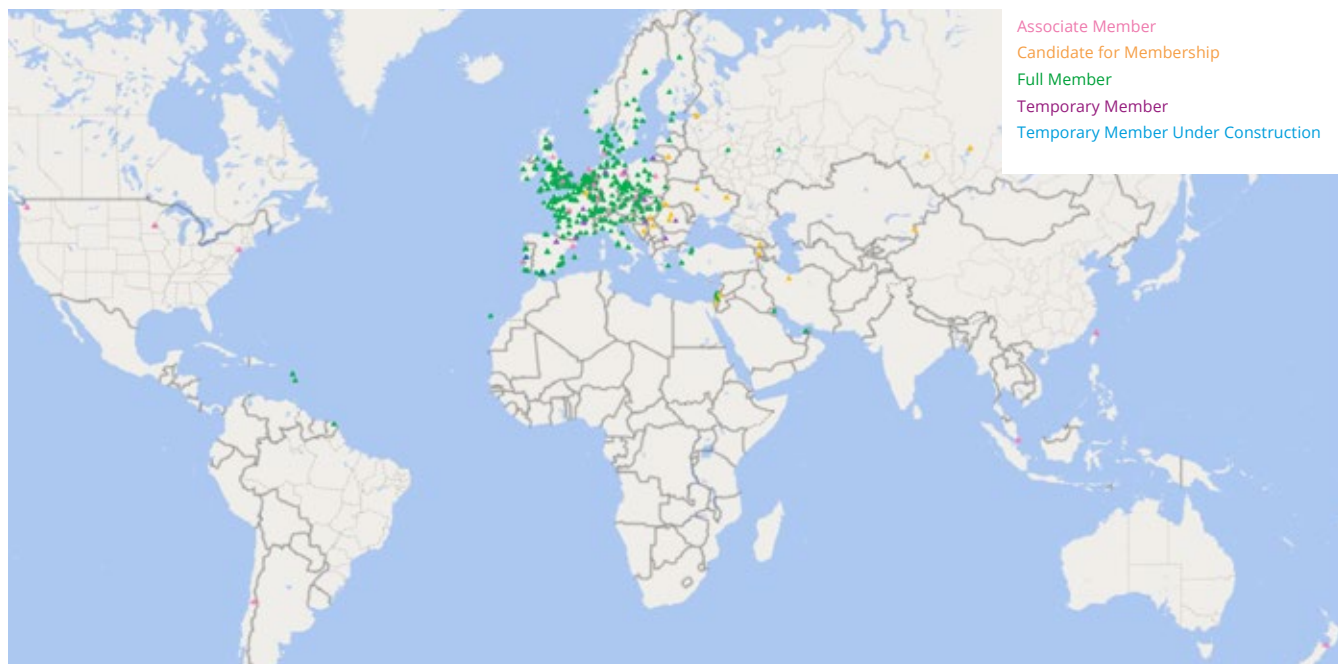 Associate Member
Candidate for Membership
Full Member
Temporary Member
Temporary Member Under Construction